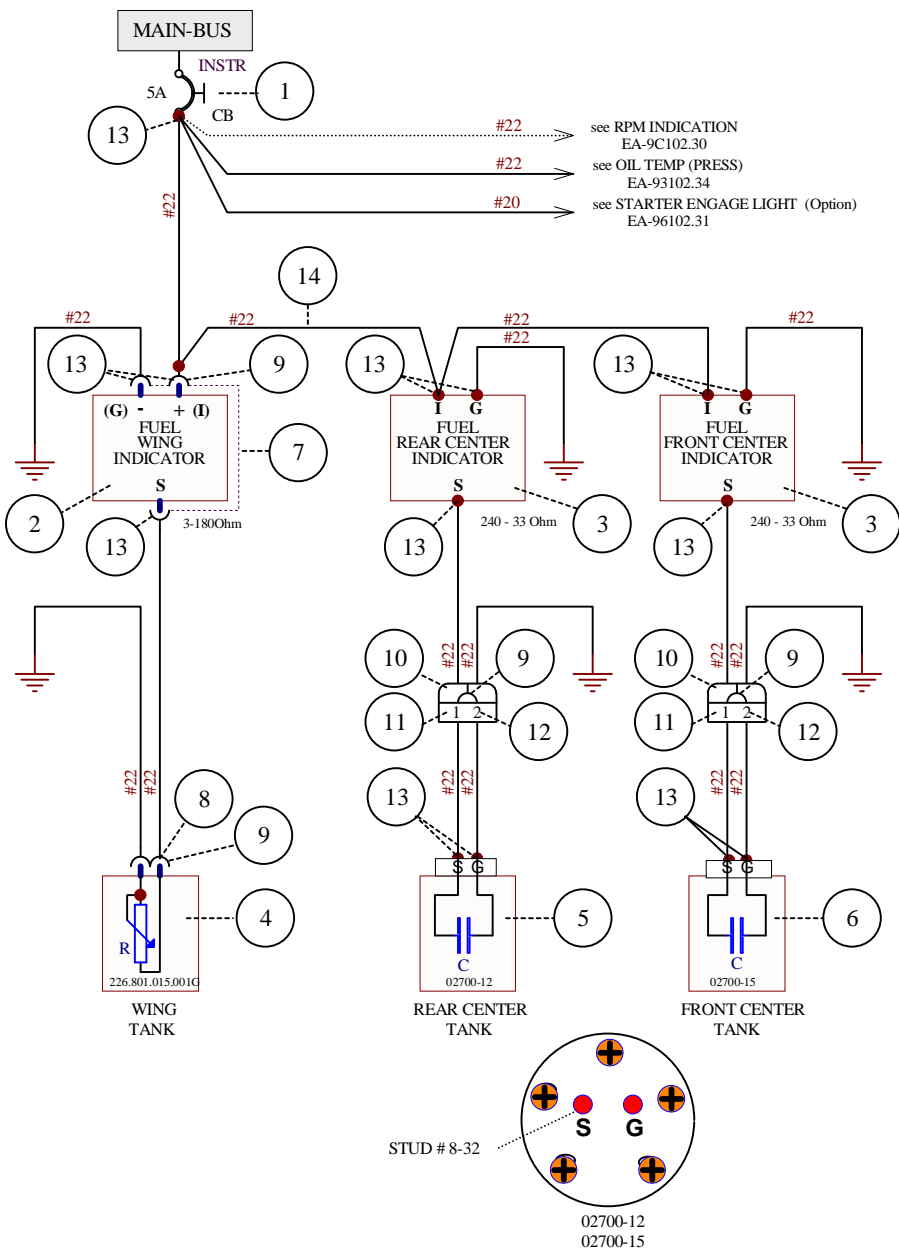 MAIN-BUS
INSTR
1
5A
CB
13
#22
see RPM INDICATION
EA-9C102.30
#22
see OIL TEMP (PRESS)
EA-93102.34
#20
see STARTER ENGAGE LIGHT (Option)
EA-96102.31
#22
14
#22
#22
#22
#22
#22
13
9
13
13
(G) - + (I)
FUEL
WING
INDICATOR
S
7
2
13
3-180Ohm
I G
FUEL
REAR CENTER
INDICATOR
S
240 - 33 Ohm
3
13
I G
FUEL
FRONT CENTER
INDICATOR
S
240 - 33 Ohm
3
13
#22
#22
10
9
11
1 2
12
#22
#22
10
9
11
1 2
12
#22
#22
8
9
#22
#22
13
#22
#22
13
R
226.801.015.001G
4
WING
TANK
S G
C
02700-12
5
REAR CENTER
TANK
S G
C
02700-15
6
FRONT CENTER
TANK
S G
STUD # 8-32
02700-12
02700-15